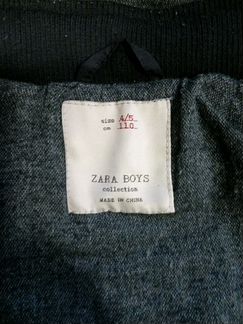 size 4/5
cm 110
ZARA BOYS
collection
MADE IN CHINA